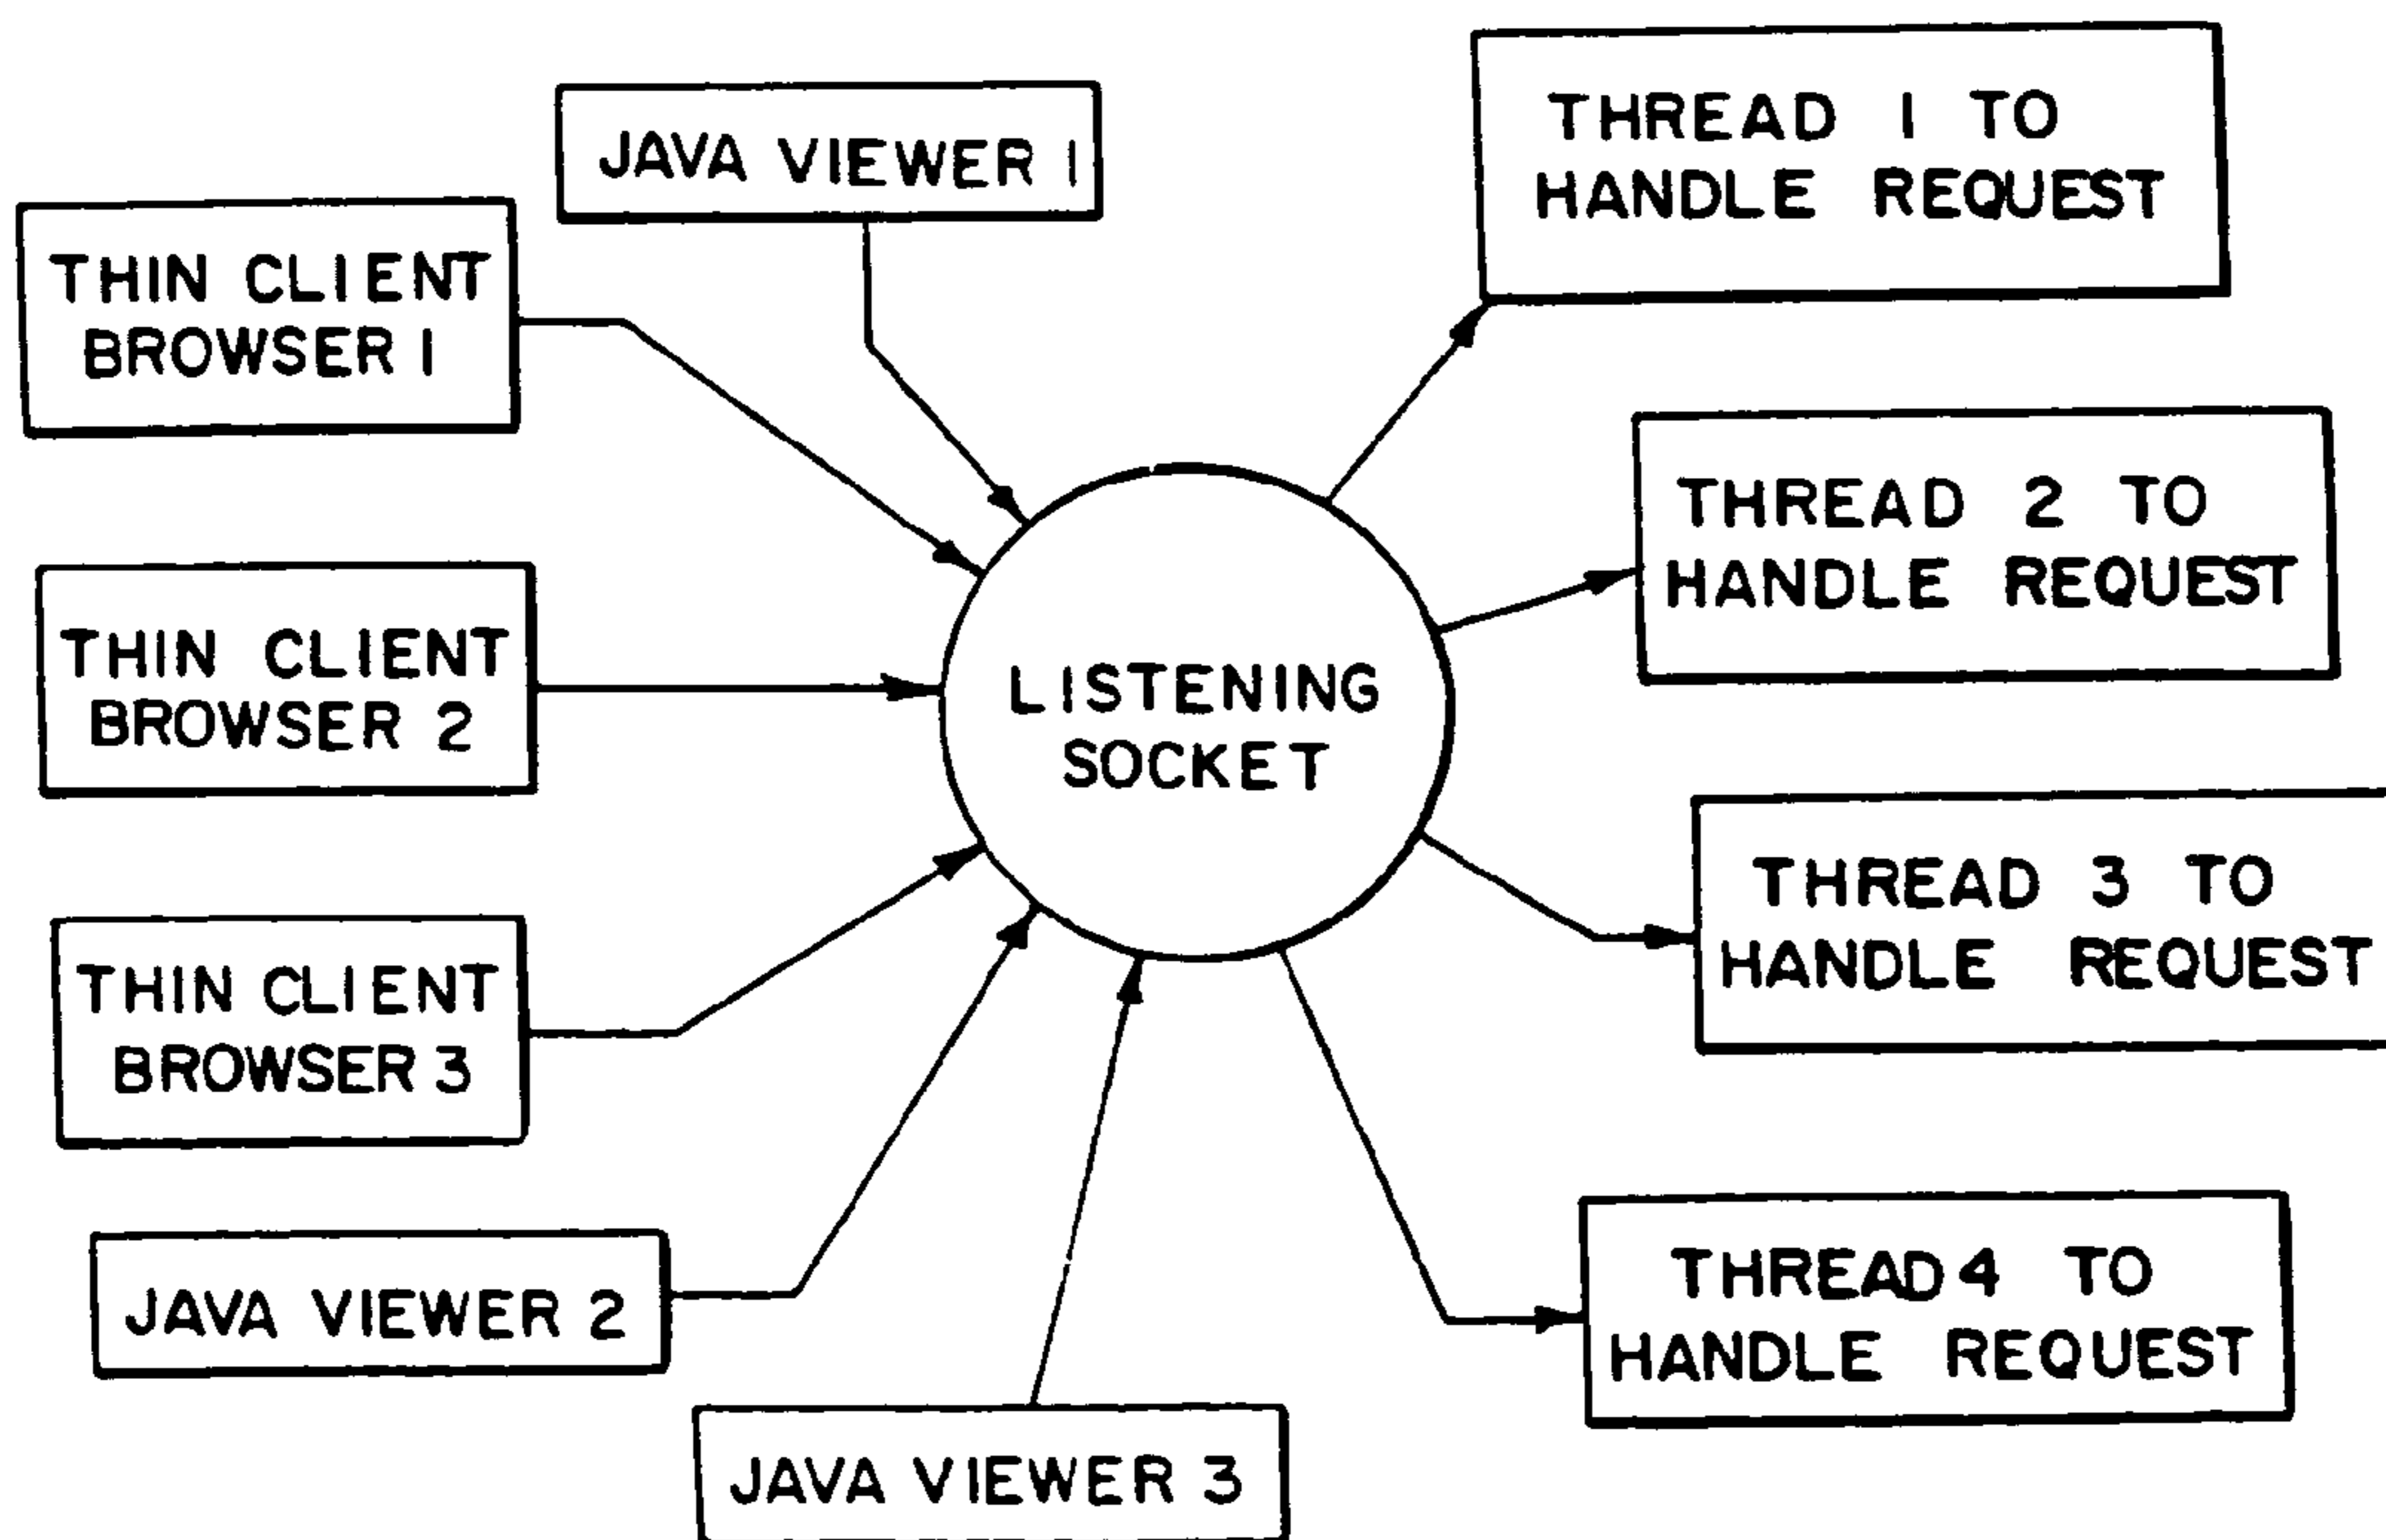 JAVA VIEWER 1
THIN CLIENT
BROWSER 1
THIN CLIENT
BROWSER 2
THIN CLIENT
BROWSER 3
JAVA VIEWER 2
JAVA VIEWER 3
LISTENING
SOCKET
THREAD 1 TO
HANDLE REQUEST
THREAD 2 TO
HANDLE REQUEST
THREAD 3 TO
HANDLE REQUEST
THREAD 4 TO
HANDLE REQUEST